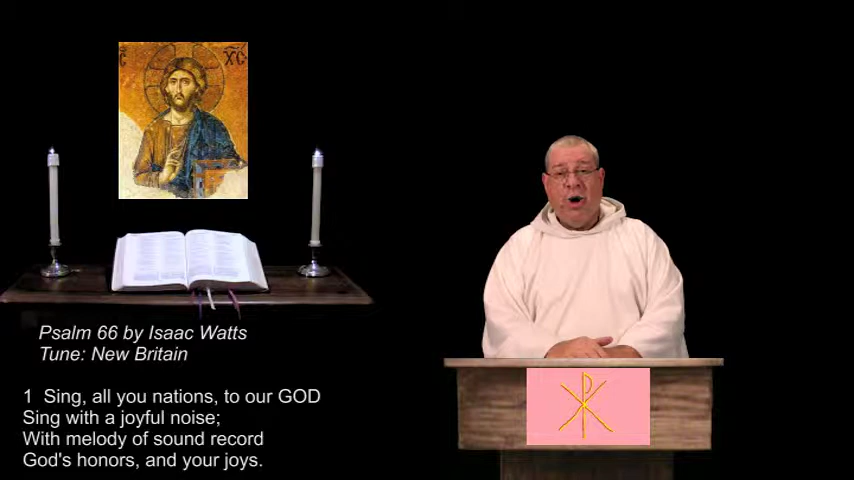 Psalm 66 by Isaac Watts
Tune: New Britain
1 Sing, all you nations, to our GOD
Sing with a joyful noise;
With melody of sound record
God's honors, and your joys.